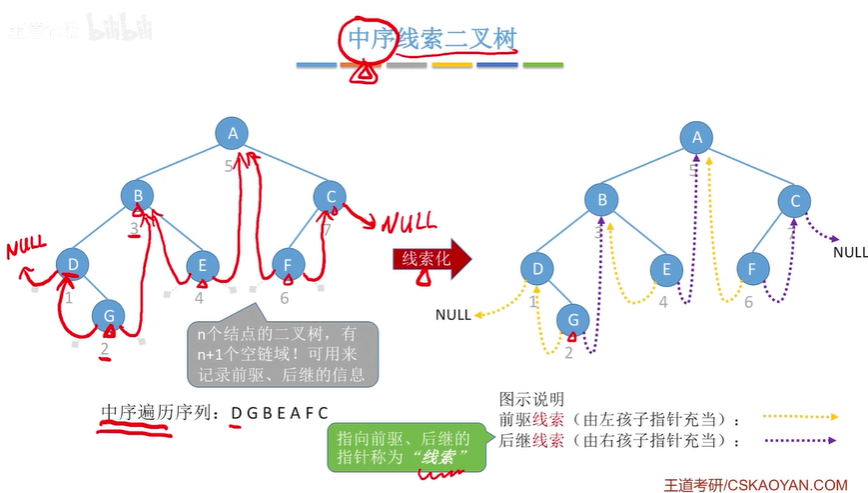 bilibili
中序线索二叉树
A
5
B
3
C
7
NULL
NULL
D
1
E
4
F
6
G
2
线索化
A
5
B
3
C
7
NULL
D
1
E
4
F
6
NULL
G
2
n个结点的二叉树，有
n+1个空链域！可用来
记录前驱、后继的信息
中序遍历序列：D G B E A F C
指向前驱、后继的
指针称为“线索”
图示说明
前驱线索（由左孩子指针充当）：
后继线索（由右孩子指针充当）：
王道考研/CSKAOYAN.COM